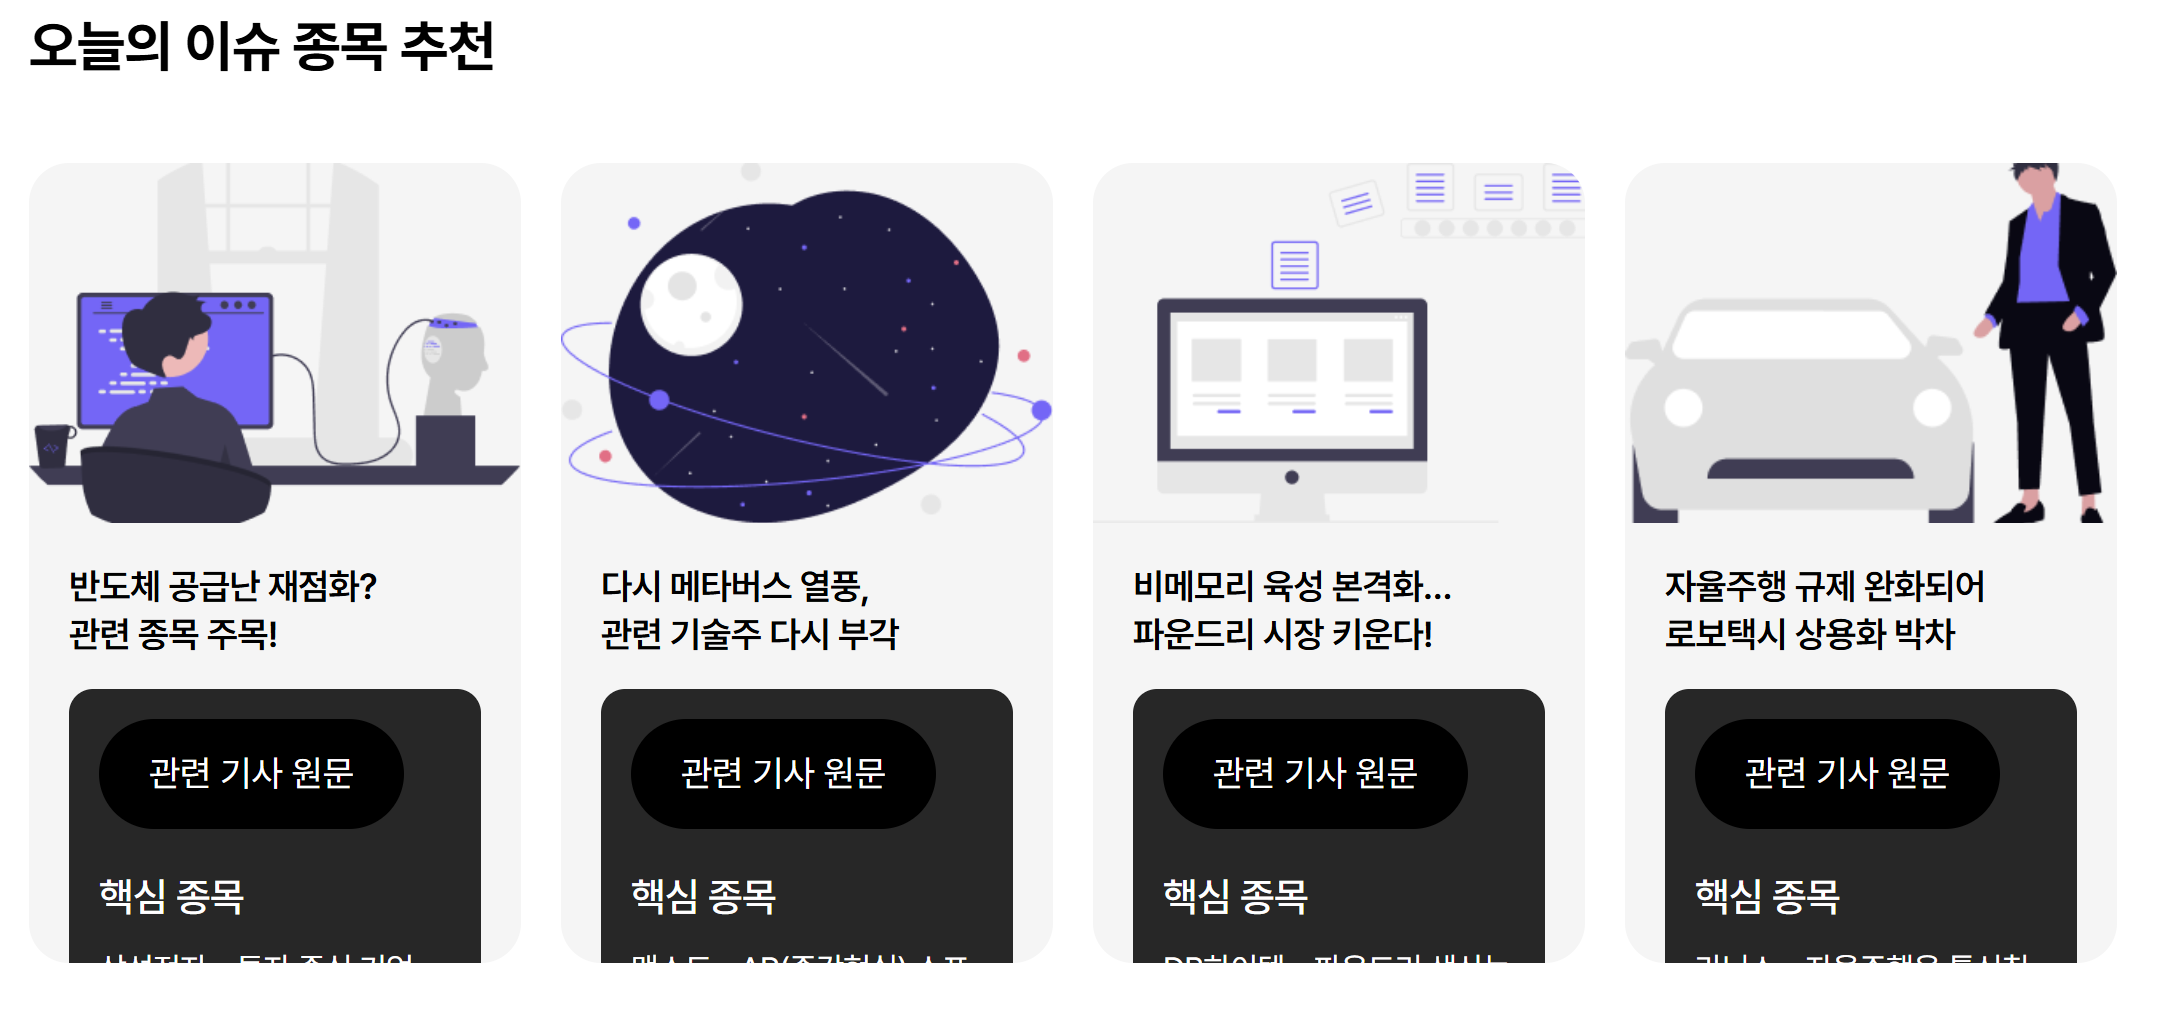 오늘의 이슈 종목 추천
반도체 공급난 재점화?
관련 종목 주목!
관련 기사 원문
핵심 종목
다시 메타버스 열풍,
관련 기술주 다시 부각
관련 기사 원문
핵심 종목
비메모리 육성 본격화...
파운드리 시장 키운다!
관련 기사 원문
핵심 종목
자율주행 규제 완화되어
로보택시 상용화 박차
관련 기사 원문
핵심 종목